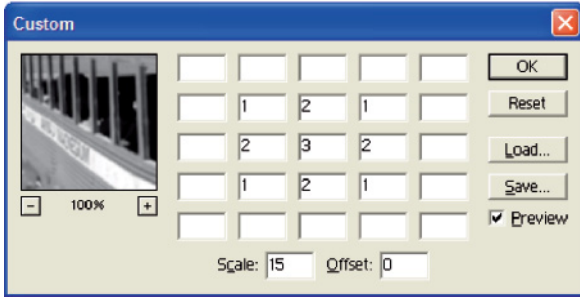 Custom
OK
1 2 1
Reset
2 3 2
Load...
1 2 1
Save...
- 100% +
Preview
Scale: 15 Offset: 0